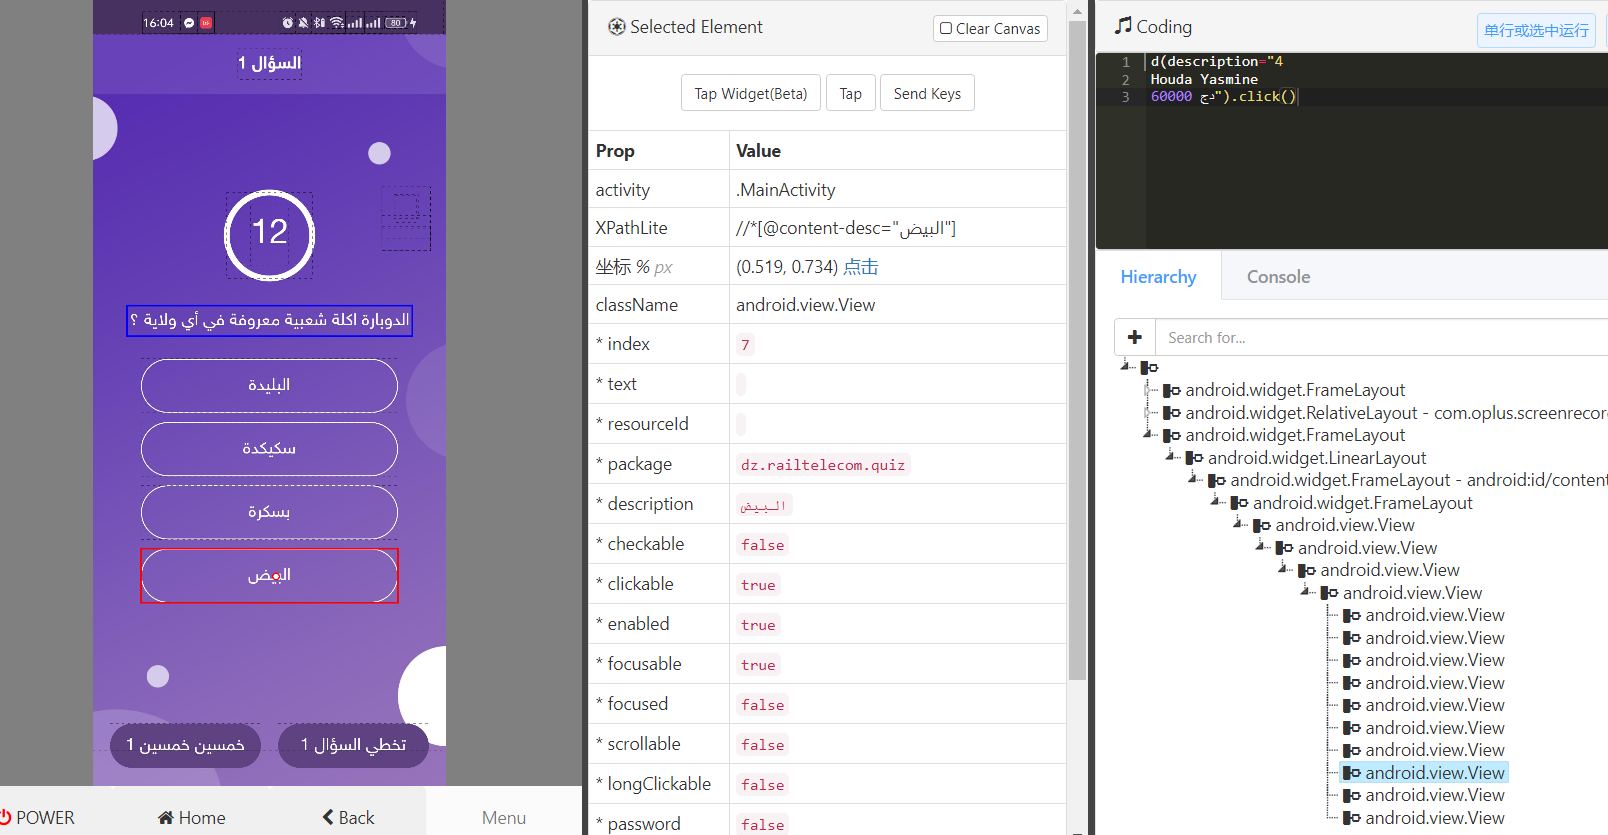 16:04
80
السؤال 1
12
الدوبارة اكلة شعبية معروفة في أي ولاية ؟
البليدة
سكيكدة
بسكرة
البيض
خمسين خمسين 1
تخطي السؤال 1
POWER
Home
Back
Menu
Selected Element
Clear Canvas
Tap Widget(Beta)
Tap
Send Keys
Prop Value
activity .MainActivity
XPathLite //*[@content-desc="البيض"]
坐标 % px (0.519, 0.734) 点击
className android.view.View
* index 7
* text
* resourceId
* package dz.railtelecom.quiz
* description البيض
* checkable false
* clickable true
* enabled true
* focusable true
* focused false
* scrollable false
* longClickable false
* password false
Coding
单行或选中运行
1 d(description="4
2 Houda Yasmine
3 60000 دج").click()
Hierarchy
Console
Search for...
android.widget.FrameLayout
android.widget.RelativeLayout - com.oplus.screenrecor
android.widget.FrameLayout
android.widget.LinearLayout
android.widget.FrameLayout - android:id/content
android.widget.FrameLayout
android.view.View
android.view.View
android.view.View
android.view.View
android.view.View
android.view.View
android.view.View
android.view.View
android.view.View
android.view.View
android.view.View
android.view.View
android.view.View
android.view.View